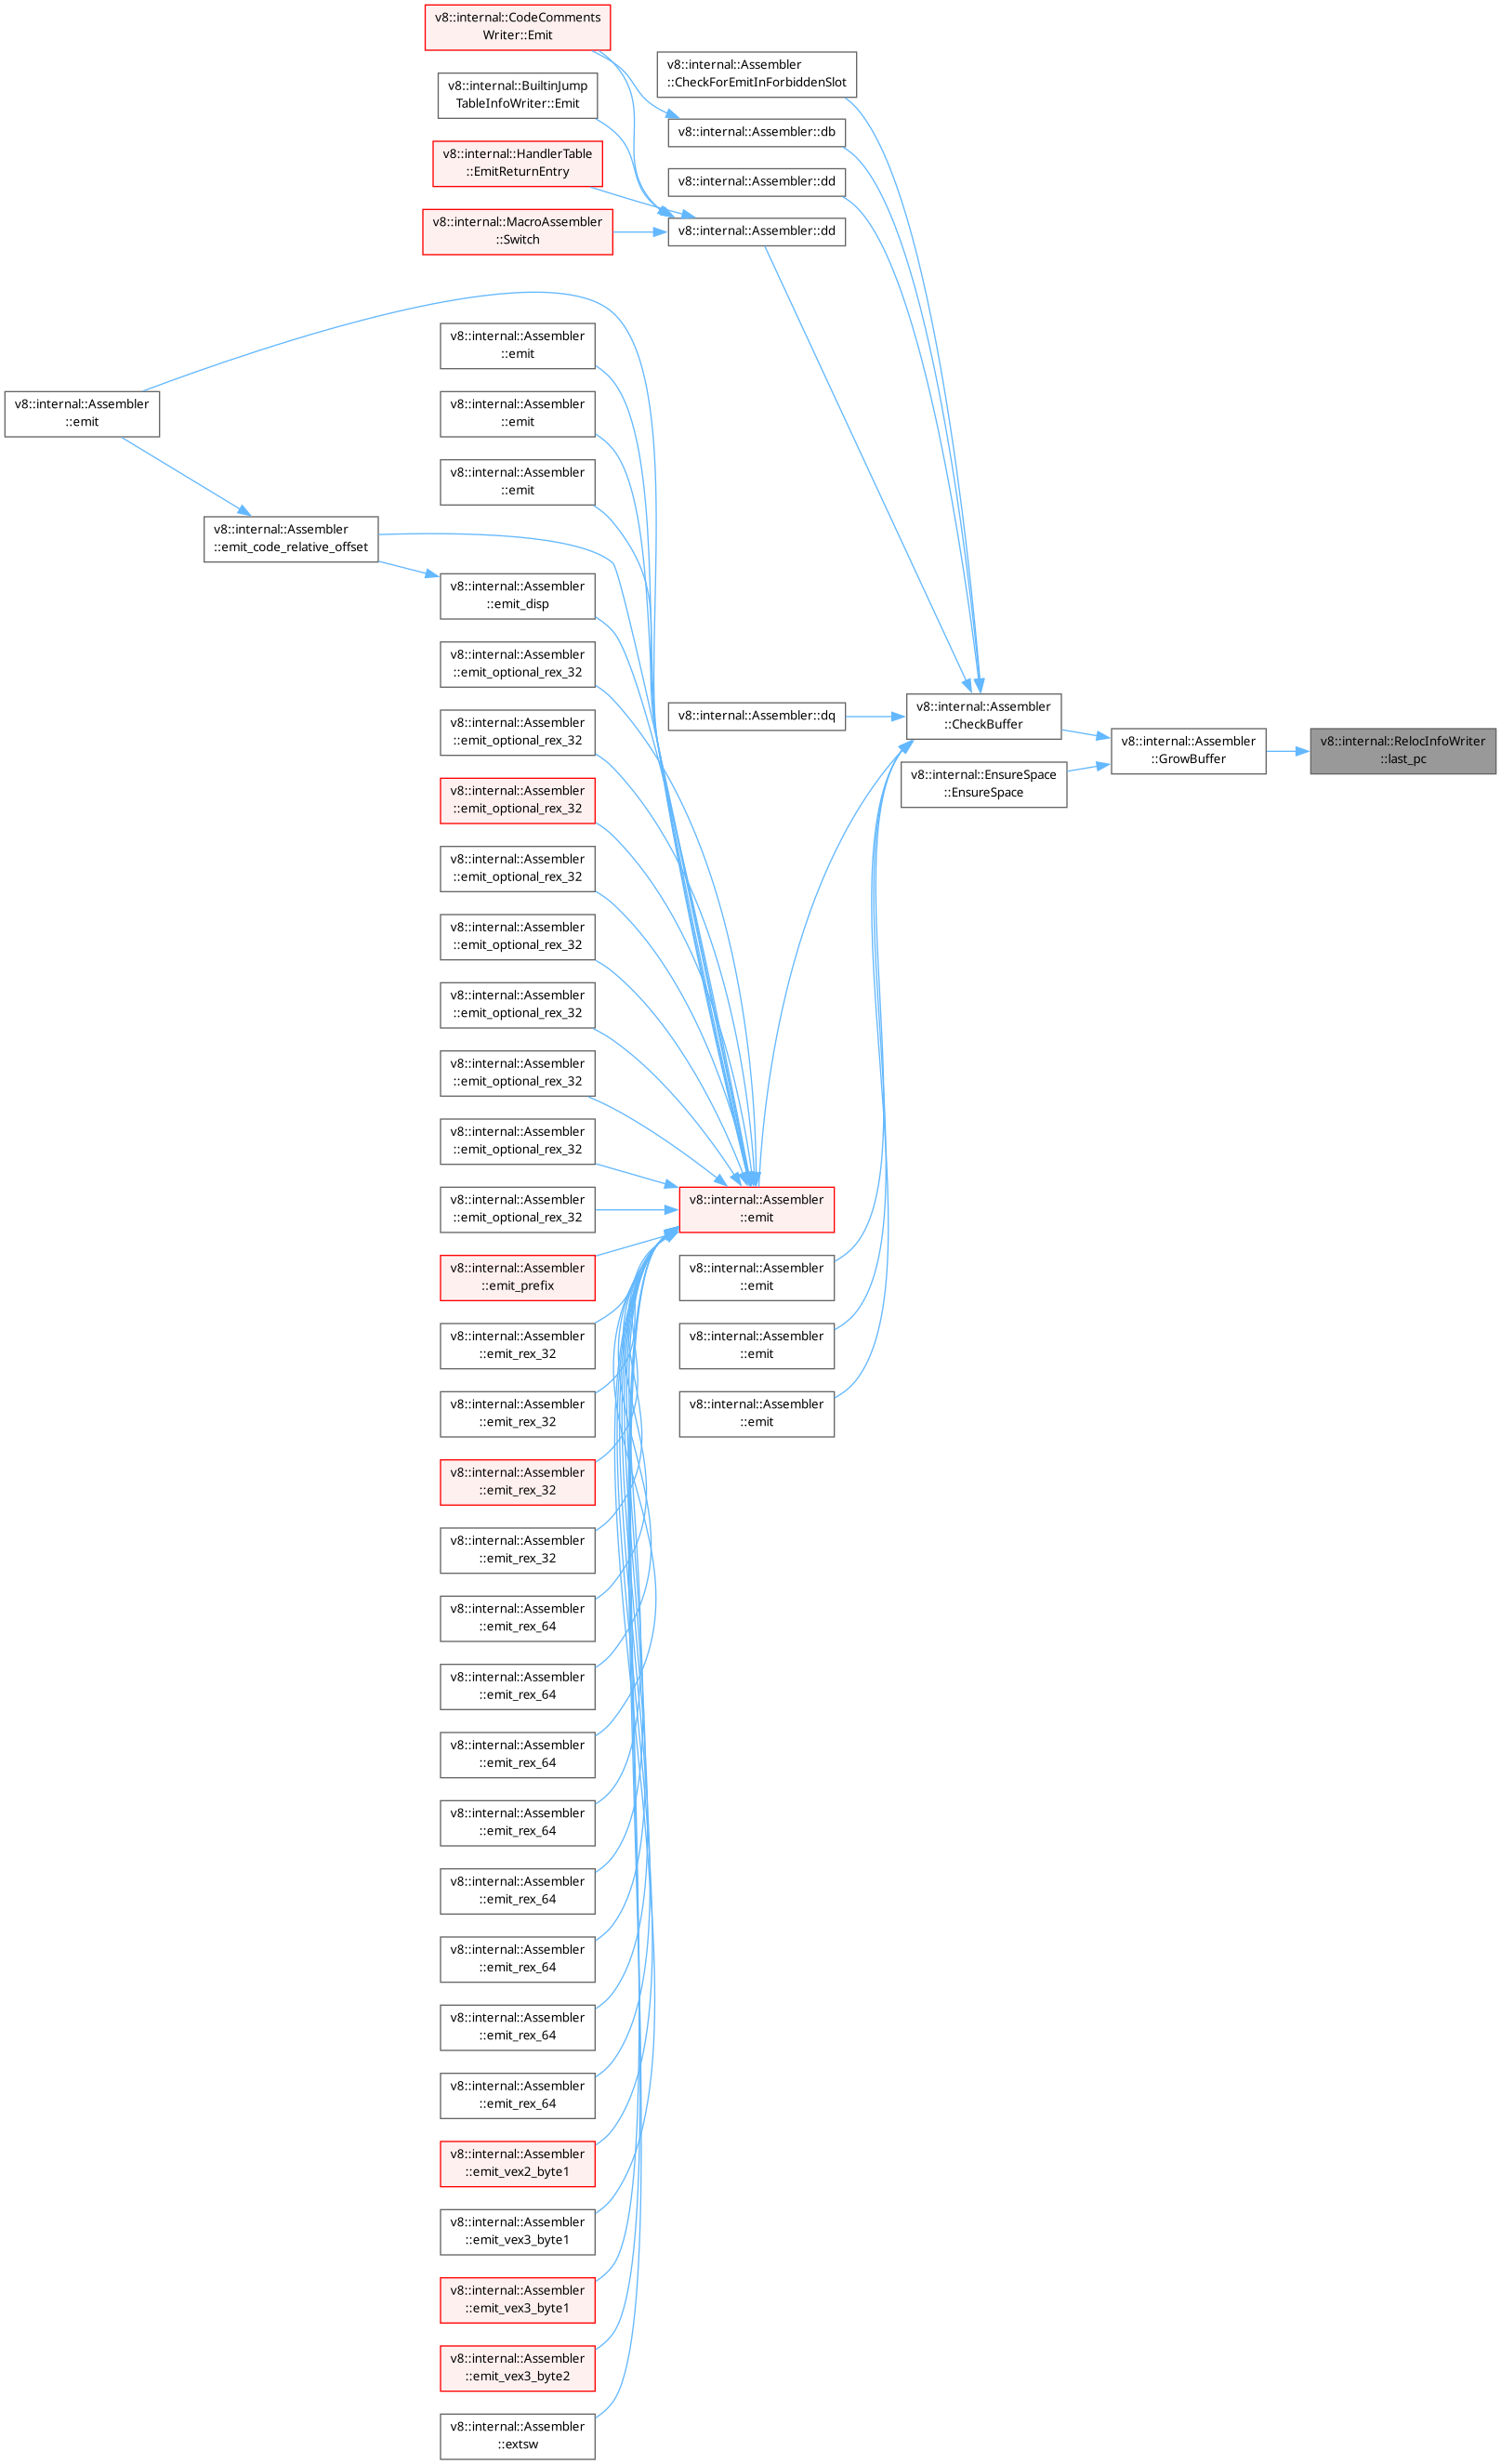 v8::internal::CodeComments
Writer::Emit
v8::internal::BuiltinJump
TableInfoWriter::Emit
v8::internal::HandlerTable
::EmitReturnEntry
v8::internal::MacroAssembler
::Switch
v8::internal::Assembler
::CheckForEmitInForbiddenSlot
v8::internal::Assembler::db
v8::internal::Assembler::dd
v8::internal::Assembler::dd
v8::internal::Assembler
::emit
v8::internal::Assembler
::emit_code_relative_offset
v8::internal::Assembler
::emit
v8::internal::Assembler
::emit
v8::internal::Assembler
::emit
v8::internal::Assembler
::emit_disp
v8::internal::Assembler
::emit_optional_rex_32
v8::internal::Assembler
::emit_optional_rex_32
v8::internal::Assembler
::emit_optional_rex_32
v8::internal::Assembler
::emit_optional_rex_32
v8::internal::Assembler
::emit_optional_rex_32
v8::internal::Assembler
::emit_optional_rex_32
v8::internal::Assembler
::emit_optional_rex_32
v8::internal::Assembler
::emit_optional_rex_32
v8::internal::Assembler
::emit_optional_rex_32
v8::internal::Assembler
::emit_prefix
v8::internal::Assembler
::emit_rex_32
v8::internal::Assembler
::emit_rex_32
v8::internal::Assembler
::emit_rex_32
v8::internal::Assembler
::emit_rex_32
v8::internal::Assembler
::emit_rex_64
v8::internal::Assembler
::emit_rex_64
v8::internal::Assembler
::emit_rex_64
v8::internal::Assembler
::emit_rex_64
v8::internal::Assembler
::emit_rex_64
v8::internal::Assembler
::emit_rex_64
v8::internal::Assembler
::emit_rex_64
v8::internal::Assembler
::emit_rex_64
v8::internal::Assembler
::emit_vex2_byte1
v8::internal::Assembler
::emit_vex3_byte1
v8::internal::Assembler
::emit_vex3_byte1
v8::internal::Assembler
::emit_vex3_byte2
v8::internal::Assembler
::extsw
v8::internal::Assembler::dq
v8::internal::Assembler
::emit
v8::internal::Assembler
::emit
v8::internal::Assembler
::emit
v8::internal::Assembler
::emit
v8::internal::Assembler
::CheckBuffer
v8::internal::EnsureSpace
::EnsureSpace
v8::internal::Assembler
::GrowBuffer
v8::internal::RelocInfoWriter
::last_pc